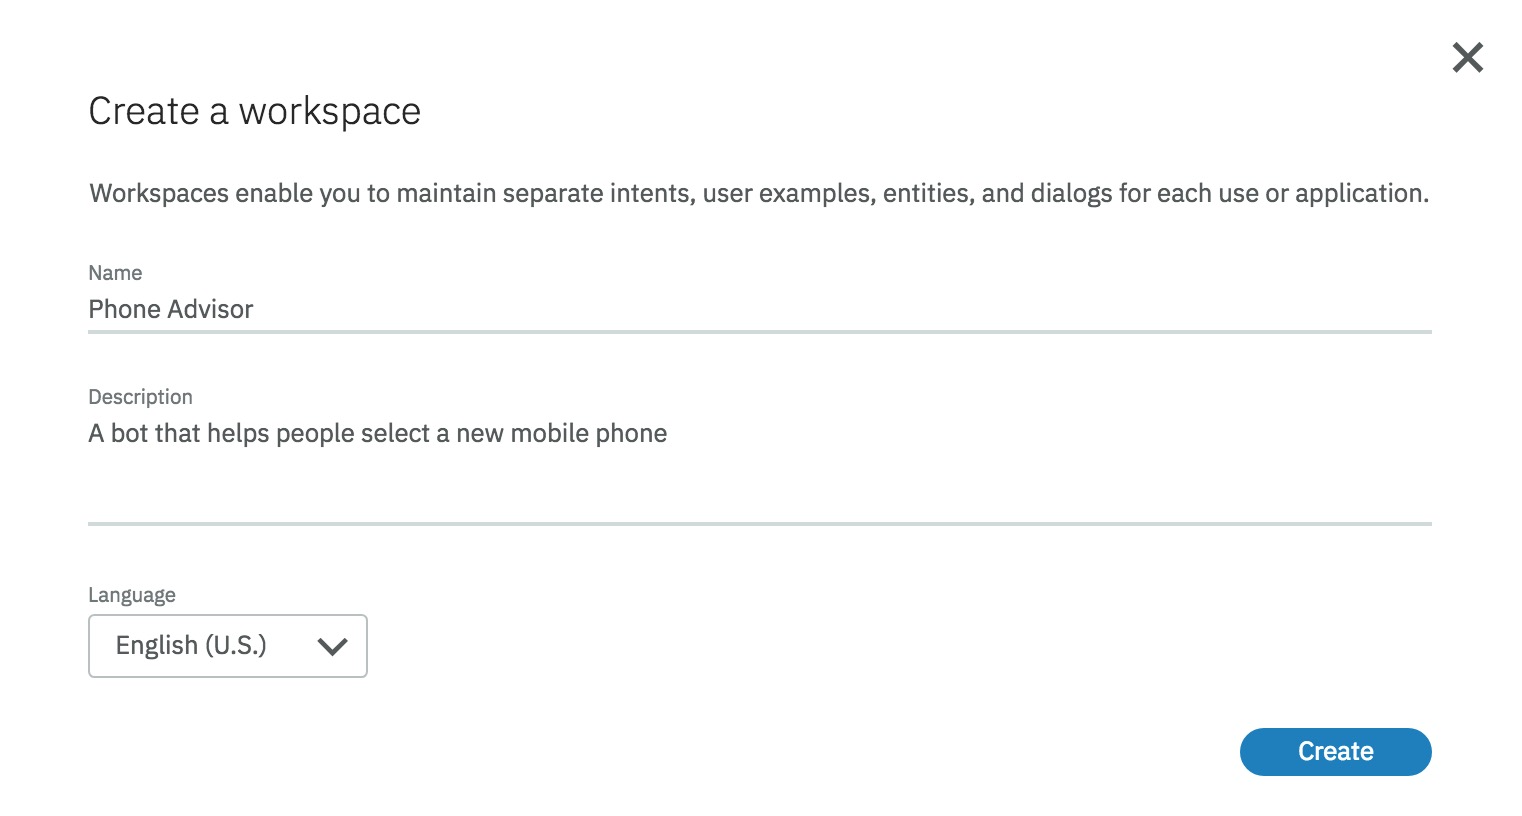 Create a workspace
Workspaces enable you to maintain separate intents, user examples, entities, and dialogs for each use or application.
Name
Phone Advisor
Description
A bot that helps people select a new mobile phone
Language
English (U.S.)
Create